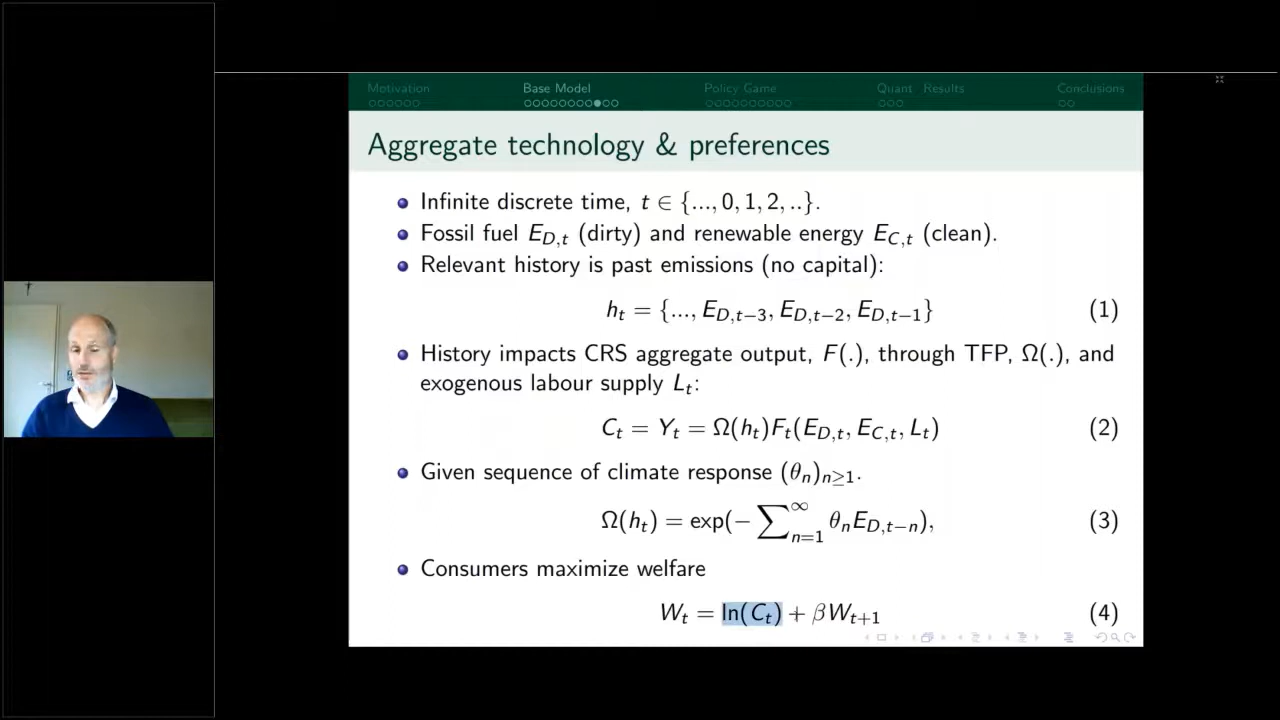 Motivation Base Model Policy Game Quant Results Conclusions
Aggregate technology & preferences
Infinite discrete time, t ∈ {..., 0, 1, 2, ..}.
Fossil fuel E_{D,t} (dirty) and renewable energy E_{C,t} (clean).
Relevant history is past emissions (no capital):
h_t = {..., E_{D,t−3}, E_{D,t−2}, E_{D,t−1}} (1)
History impacts CRS aggregate output, F(.), through TFP, Ω(.), and
exogenous labour supply L_t:
C_t = Y_t = Ω(h_t)F_t(E_{D,t}, E_{C,t}, L_t) (2)
Given sequence of climate response (θ_n)_{n≥1}.
Ω(h_t) = exp(−∑_{n=1}^{∞} θ_n E_{D,t−n}), (3)
Consumers maximize welfare
W_t = ln(C_t) + βW_{t+1} (4)